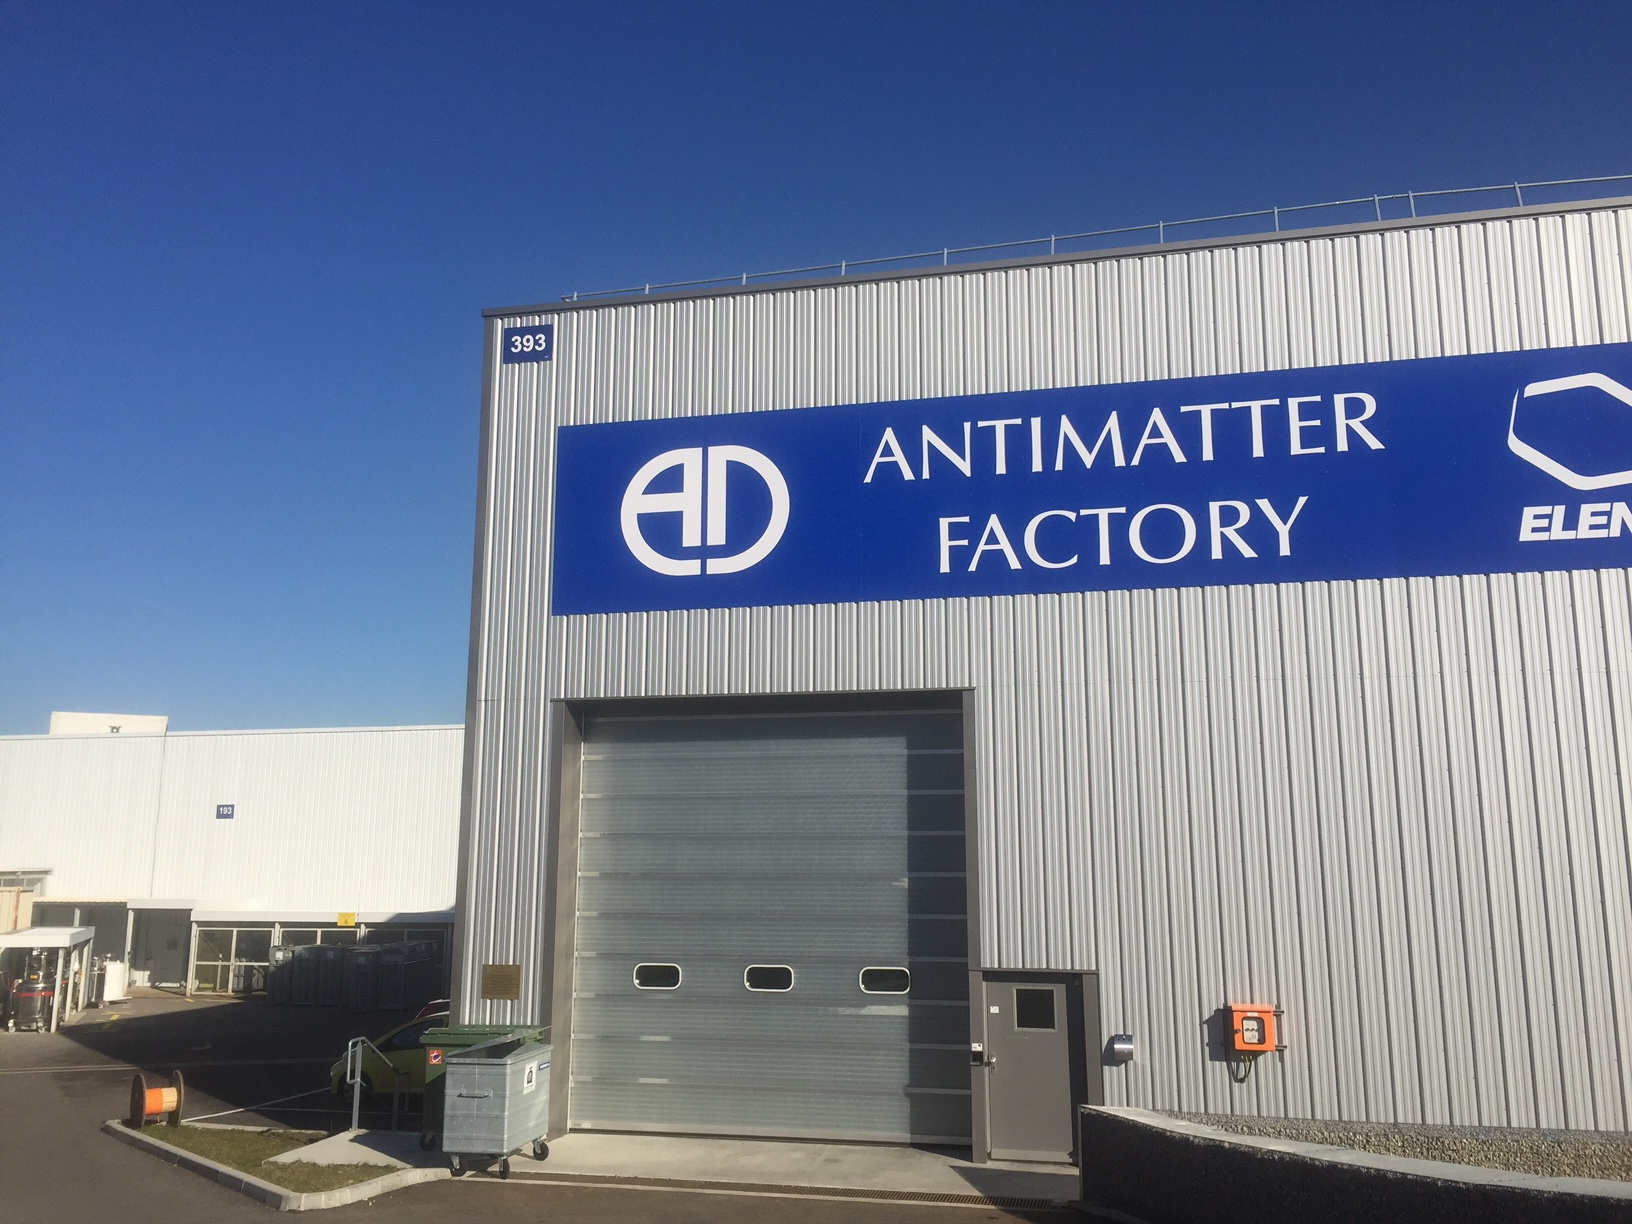 393
AD
ANTIMATTER
FACTORY
ELEN
193